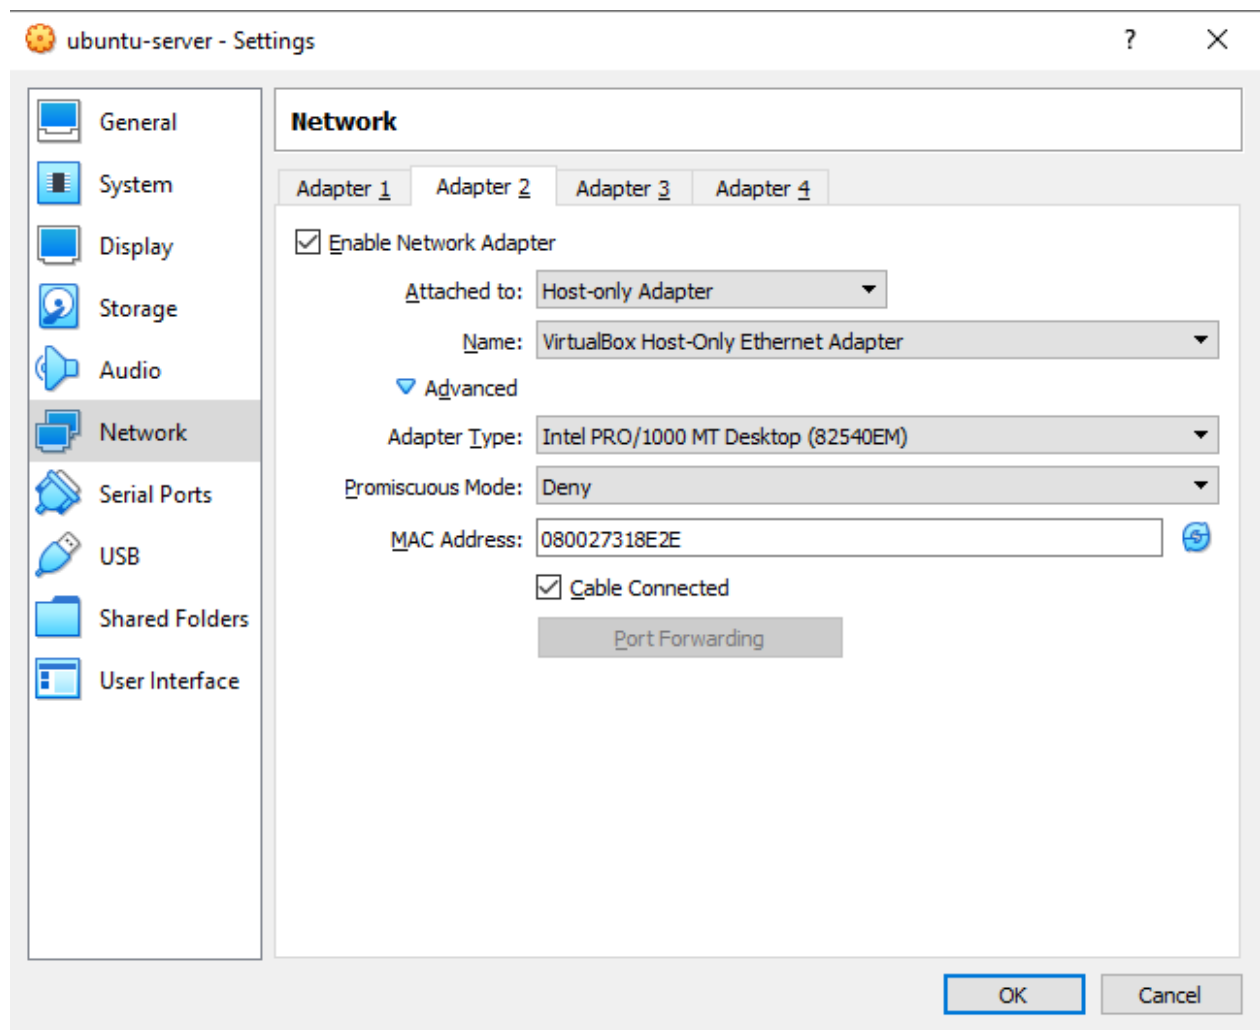 ubuntu-server - Settings
?
General
System
Display
Storage
Audio
Network
Serial Ports
USB
Shared Folders
User Interface
Network
Adapter 1 Adapter 2 Adapter 3 Adapter 4
Enable Network Adapter
Attached to: Host-only Adapter
Name: VirtualBox Host-Only Ethernet Adapter
Advanced
Adapter Type: Intel PRO/1000 MT Desktop (82540EM)
Promiscuous Mode: Deny
MAC Address: 080027318E2E
Cable Connected
Port Forwarding
OK Cancel